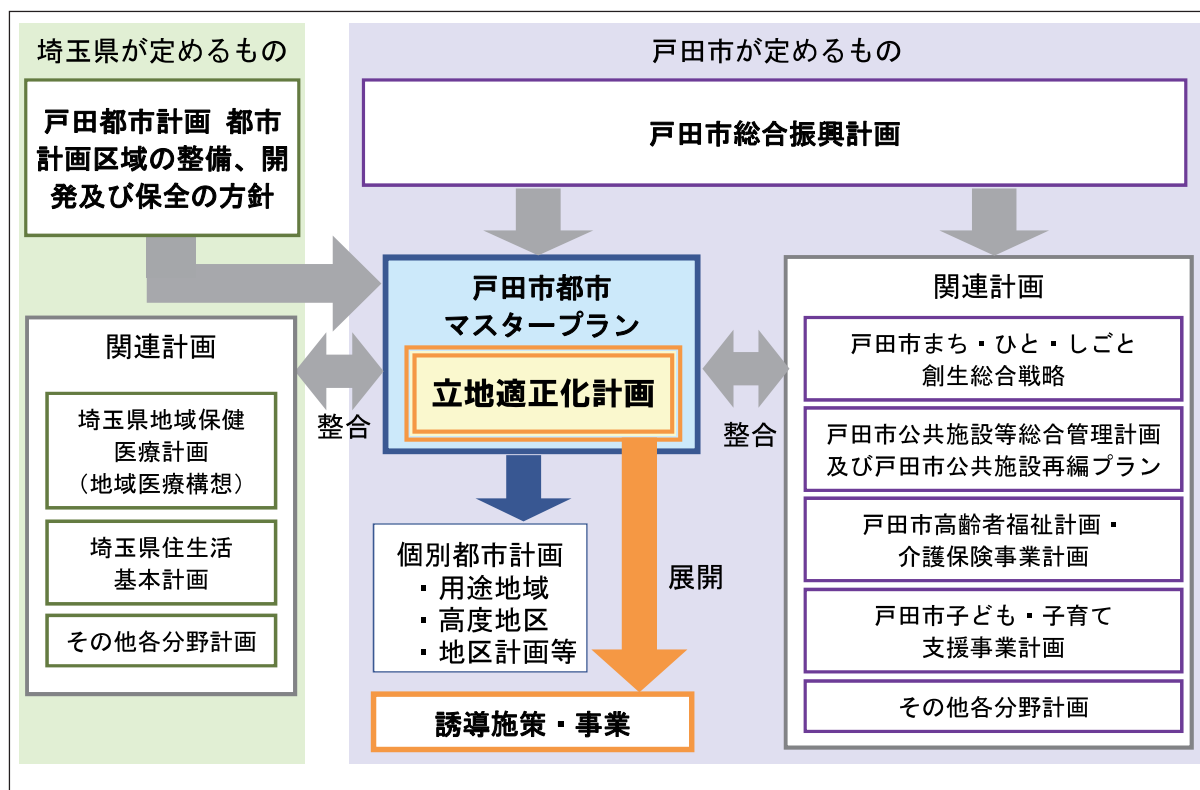 埼玉県が定めるもの
戸田都市計画 都市
計画区域の整備、開
発及び保全の方針
関連計画
埼玉県地域保健
医療計画
（地域医療構想）
埼玉県住生活
基本計画
その他各分野計画
整合
戸田市が定めるもの
戸田市総合振興計画
戸田市都市
マスタープラン
立地適正化計画
個別都市計画
・用途地域
・高度地区
・地区計画等
展開
誘導施策・事業
整合
関連計画
戸田市まち・ひと・しごと
創生総合戦略
戸田市公共施設等総合管理計画
及び戸田市公共施設再編プラン
戸田市高齢者福祉計画・
介護保険事業計画
戸田市子ども・子育て
支援事業計画
その他各分野計画